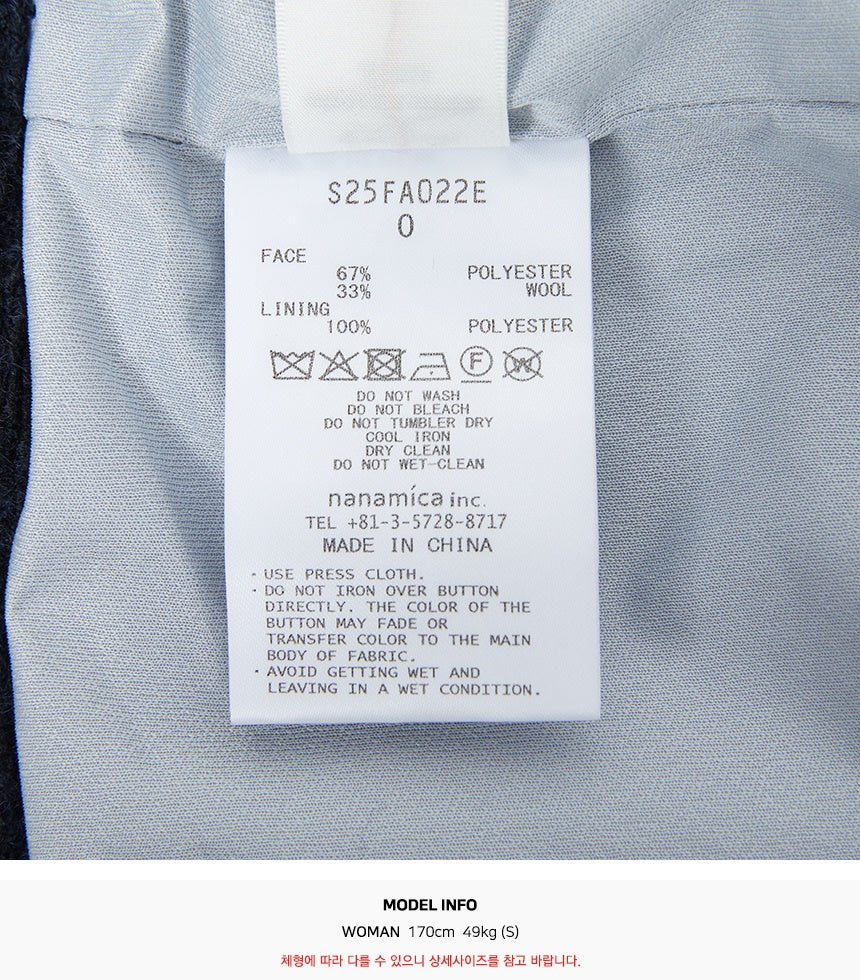 S25FA022E
0
FACE
67% POLYESTER
33% WOOL
LINING
100% POLYESTER
F W
DO NOT WASH
DO NOT BLEACH
DO NOT TUMBLER DRY
COOL IRON
DRY CLEAN
DO NOT WET-CLEAN
nanamíca inc.
TEL +81-3-5728-8717
MADE IN CHINA
・USE PRESS CLOTH.
・DO NOT IRON OVER BUTTON
DIRECTLY. THE COLOR OF THE
BUTTON MAY FADE OR
TRANSFER COLOR TO THE MAIN
BODY OF FABRIC.
・AVOID GETTING WET AND
LEAVING IN A WET CONDITION.
MODEL INFO
WOMAN 170cm 49kg (S)
체형에 따라 다를 수 있으니 상세사이즈를 참고 바랍니다.